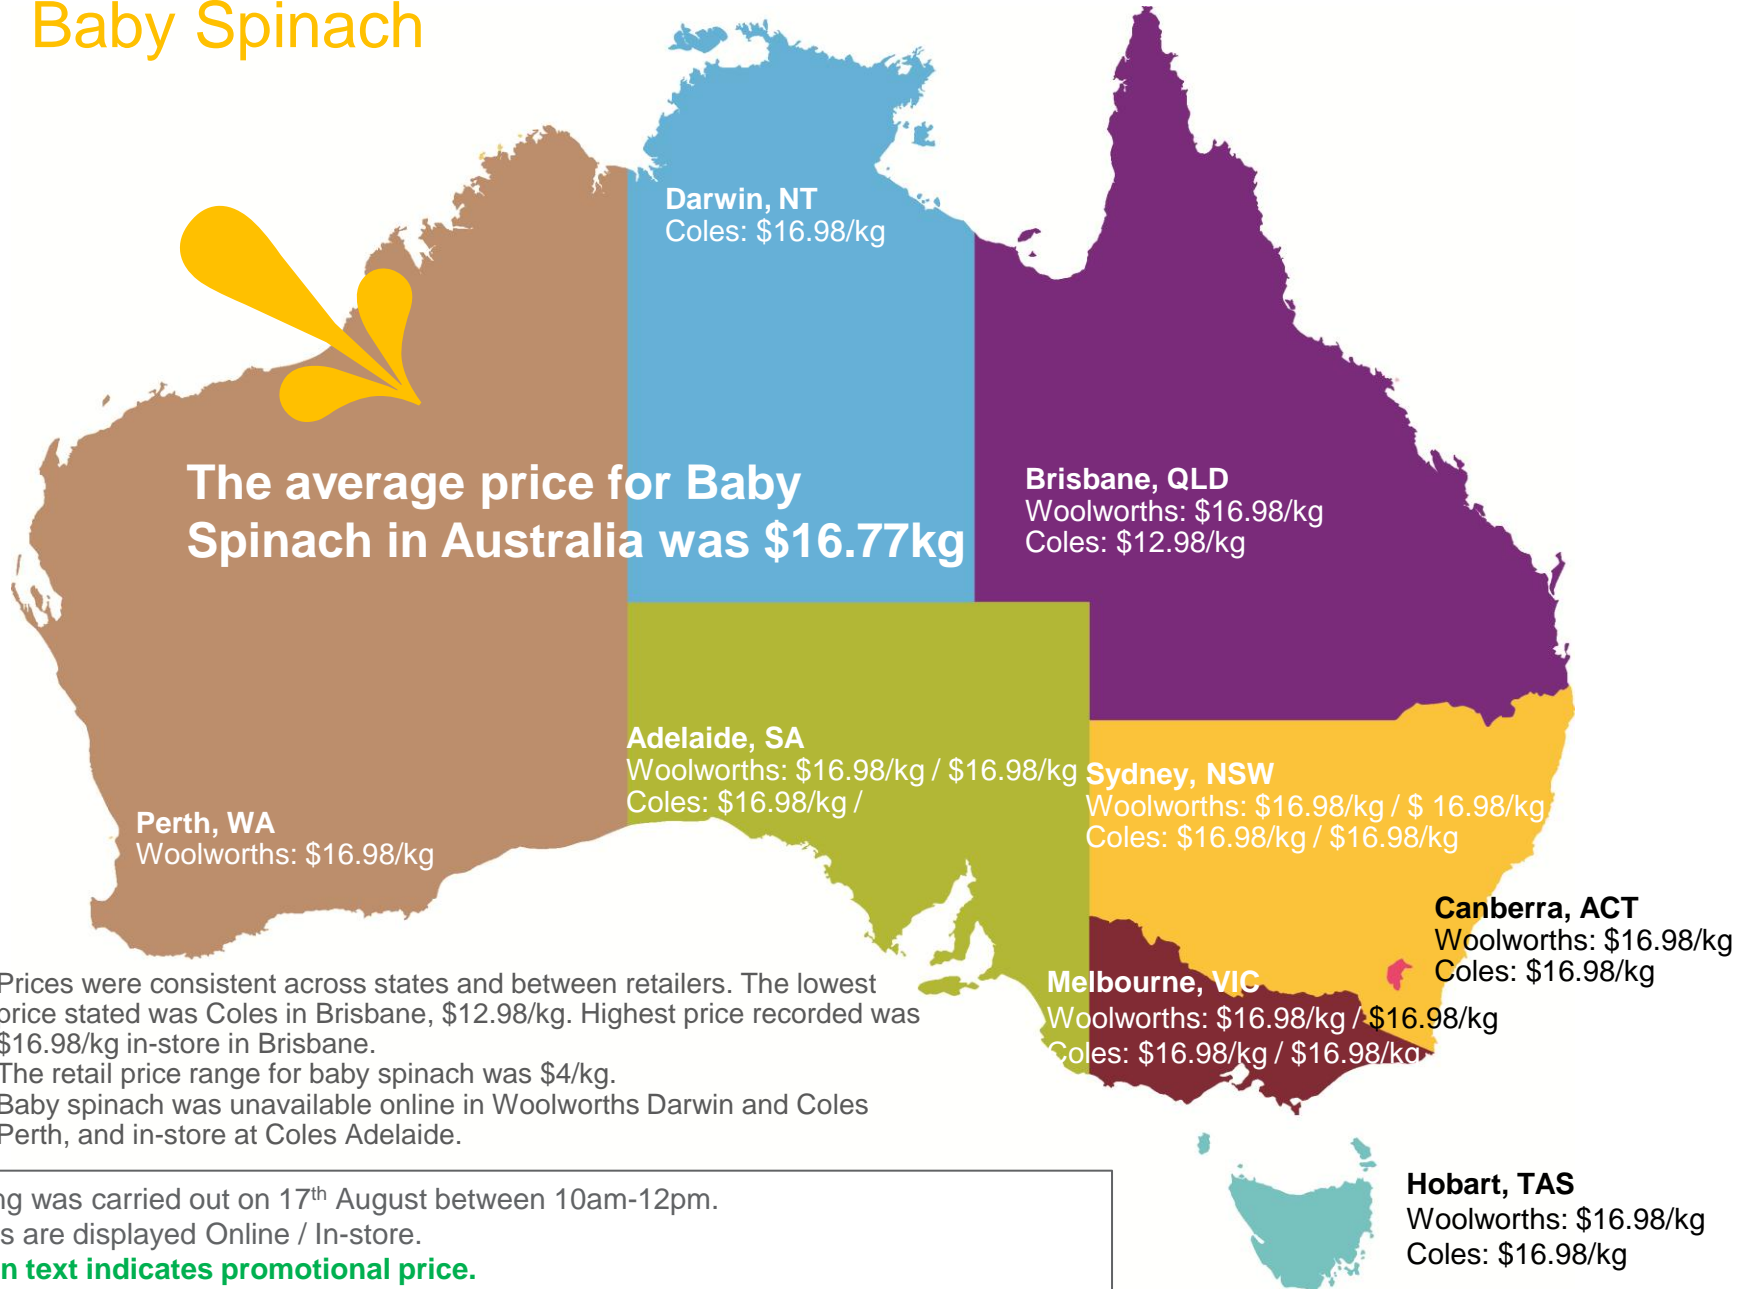 Baby Spinach
Darwin, NT
Coles: $16.98/kg
The average price for Baby
Spinach in Australia was $16.77kg
Brisbane, QLD
Woolworths: $16.98/kg
Coles: $12.98/kg
Adelaide, SA
Woolworths: $16.98/kg / $16.98/kg
Coles: $16.98/kg /
Sydney, NSW
Woolworths: $16.98/kg / $ 16.98/kg
Coles: $16.98/kg / $16.98/kg
Perth, WA
Woolworths: $16.98/kg
Canberra, ACT
Woolworths: $16.98/kg
Coles: $16.98/kg
Melbourne, VIC
Woolworths: $16.98/kg / $16.98/kg
Coles: $16.98/kg / $16.98/kg
Prices were consistent across states and between retailers. The lowest
price stated was Coles in Brisbane, $12.98/kg. Highest price recorded was
$16.98/kg in-store in Brisbane.
The retail price range for baby spinach was $4/kg.
Baby spinach was unavailable online in Woolworths Darwin and Coles
Perth, and in-store at Coles Adelaide.
ng was carried out on 17th August between 10am-12pm.
s are displayed Online / In-store.
n text indicates promotional price.
Hobart, TAS
Woolworths: $16.98/kg
Coles: $16.98/kg